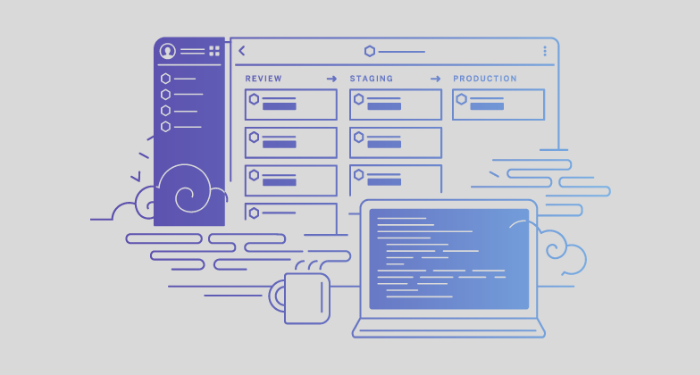 REVIEW → STAGING → PRODUCTION